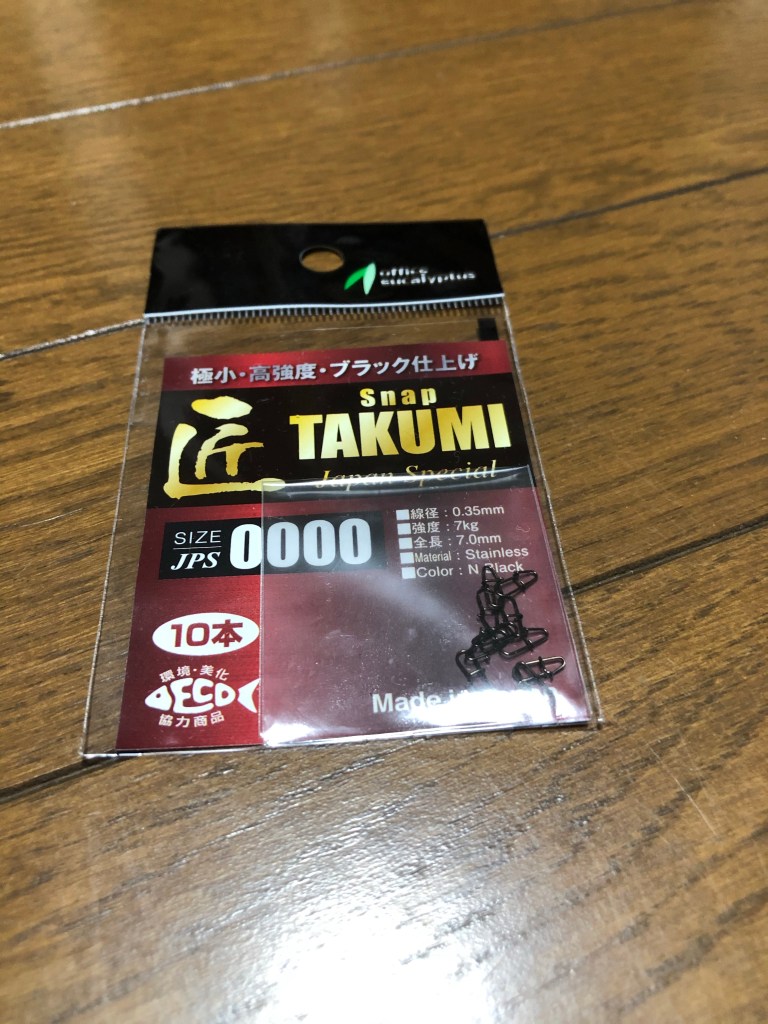 office
eucalyptus
極小・高強度・ブラック仕上げ
匠
Snap
TAKUMI
Japan Special
SIZE
JPS 0000
■線径：0.35mm
■強度：7kg
■全長：7.0mm
■Material：Stainless
■Color：N Black
10本
環境・美化
ECO
協力商品
Made